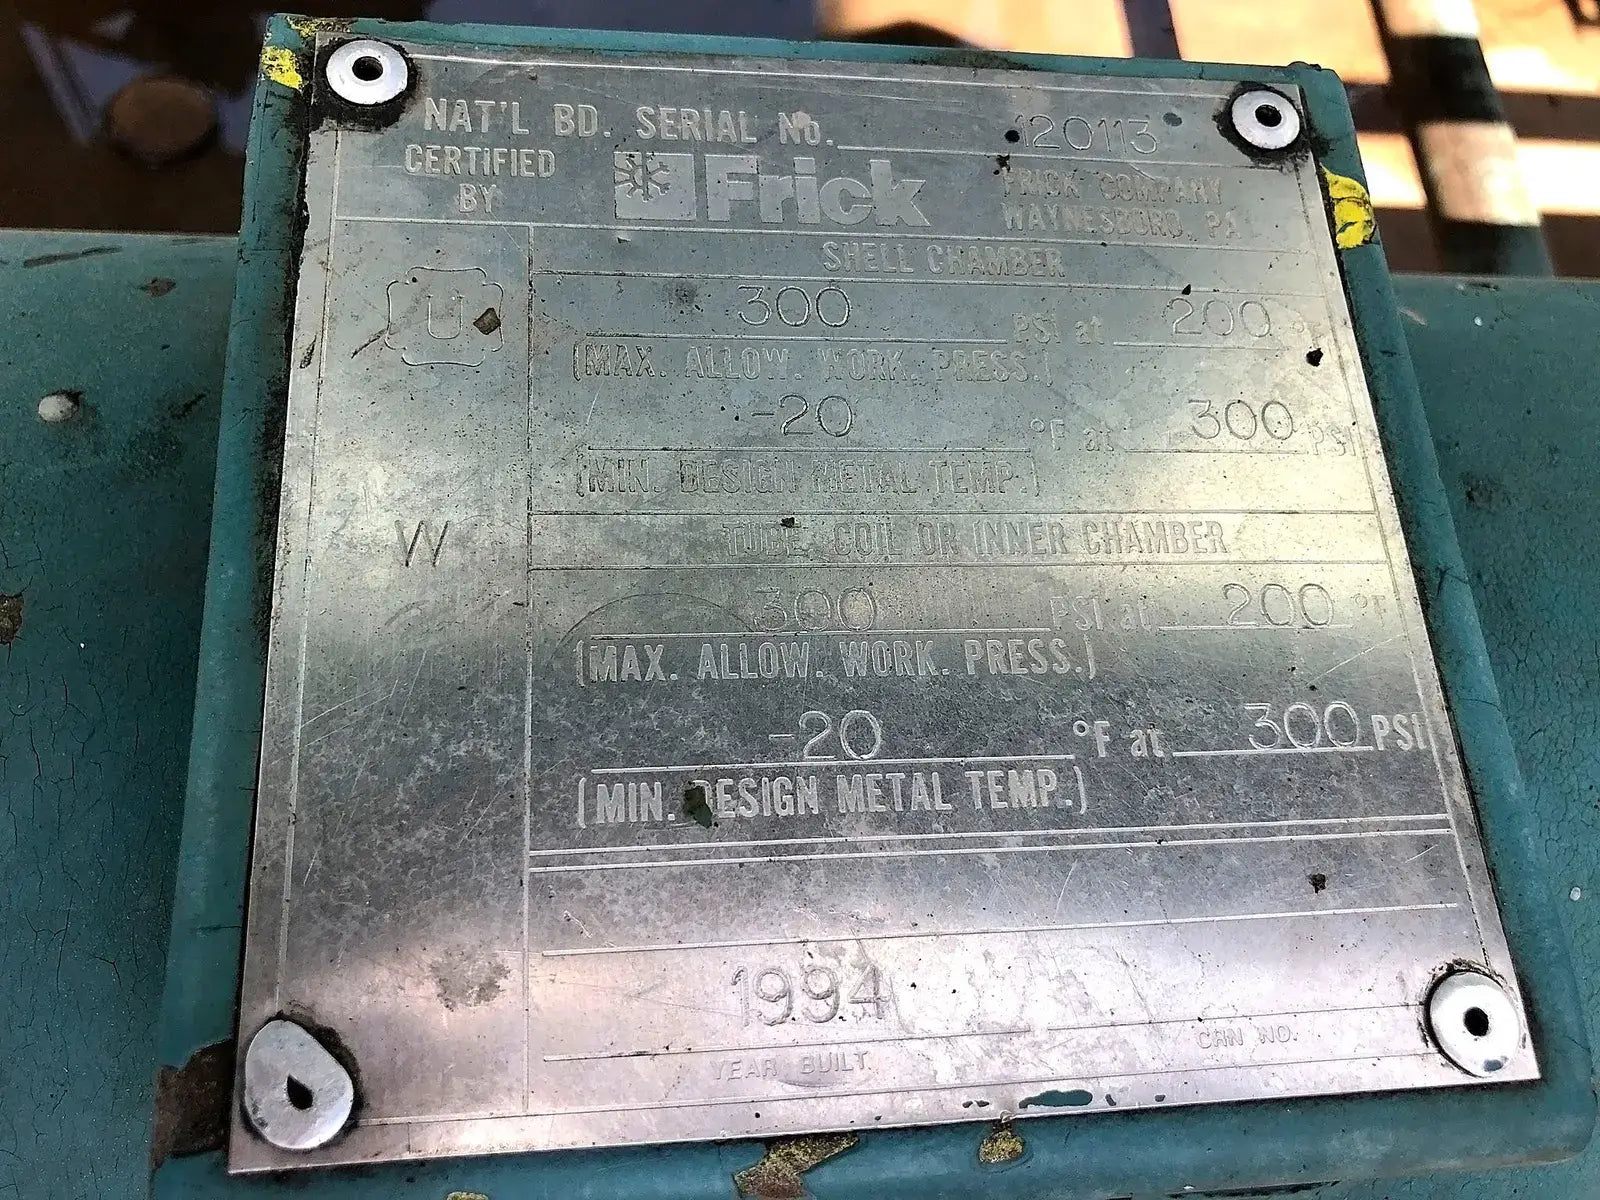 NAT'L BD. SERIAL No. 120113
CERTIFIED
BY
Frick
FRICK COMPANY
WAYNESBORO, PA
SHELL CHAMBER
U
300 PSI at 200 °F
(MAX. ALLOW. WORK. PRESS.)
-20 °F at 300 PSI
(MIN. DESIGN METAL TEMP.)
W
TUBE, COIL OR INNER CHAMBER
300 PSI at 200 °F
(MAX. ALLOW. WORK. PRESS.)
-20 °F at 300 PSI
(MIN. DESIGN METAL TEMP.)
1994
YEAR BUILT
CRN NO.